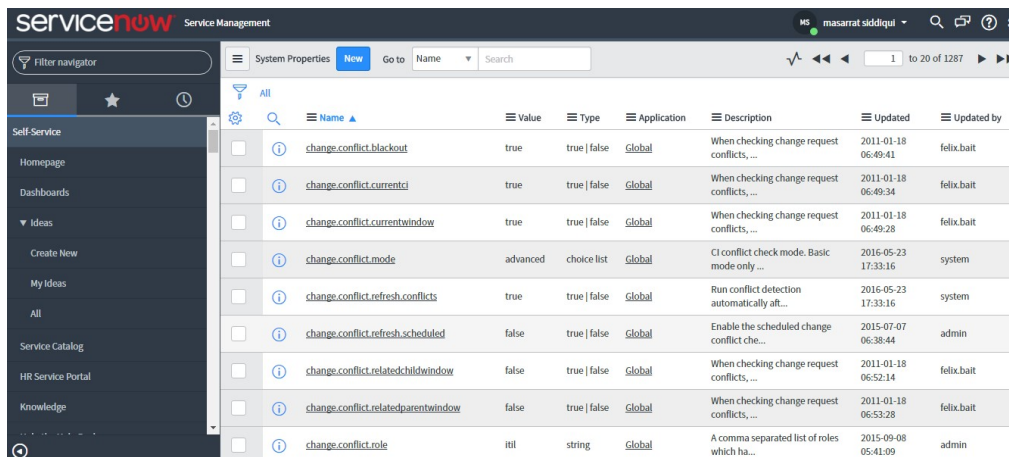 servicenow Service Management
MS masarrat siddiqui
Filter navigator
System Properties New Go to Name Search 1 to 20 of 1287
All
Name Value Type Application Description Updated Updated by
Self-Service
Homepage
Dashboards
Ideas
Create New
My Ideas
All
Service Catalog
HR Service Portal
Knowledge
change.conflict.blackout true true | false Global When checking change request 2011-01-18 felix.bait
conflicts, ... 06:49:41
change.conflict.currentci true true | false Global When checking change request 2011-01-18 felix.bait
conflicts, ... 06:49:34
change.conflict.currentwindow true true | false Global When checking change request 2011-01-18 felix.bait
conflicts, ... 06:49:28
change.conflict.mode advanced choice list Global CI conflict check mode. Basic 2016-05-23 system
mode only ... 17:33:16
change.conflict.refresh.conflicts true true | false Global Run conflict detection 2016-05-23 system
automatically aft... 17:33:16
change.conflict.refresh.scheduled false true | false Global Enable the scheduled change 2015-07-07 admin
conflict che... 06:38:44
change.conflict.relatedchildwindow false true | false Global When checking change request 2011-01-18 felix.bait
conflicts, ... 06:52:14
change.conflict.relatedparentwindow false true | false Global When checking change request 2011-01-18 felix.bait
conflicts, ... 06:53:28
change.conflict.role itil string Global A comma separated list of roles 2015-09-08 admin
which ha... 05:41:09